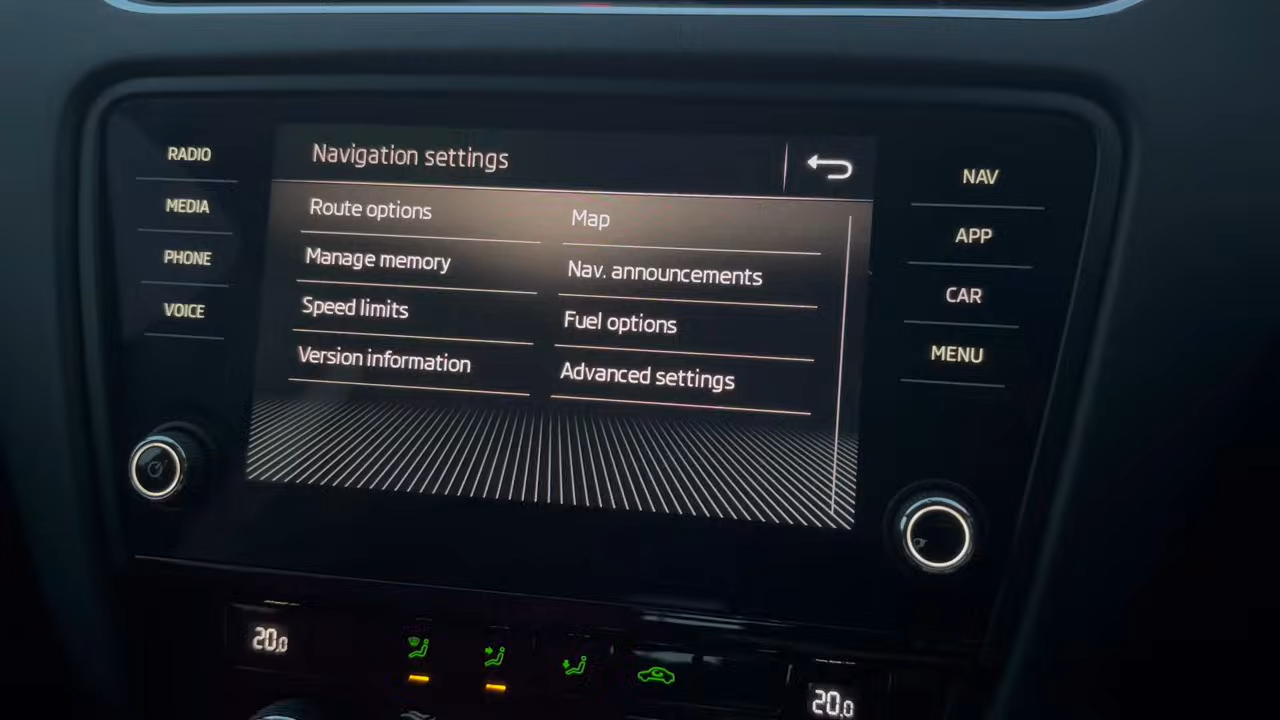 RADIO
MEDIA
PHONE
VOICE
Navigation settings
Route options
Map
Manage memory
Nav. announcements
Speed limits
Fuel options
Version information
Advanced settings
NAV
APP
CAR
MENU
20,0
20,0